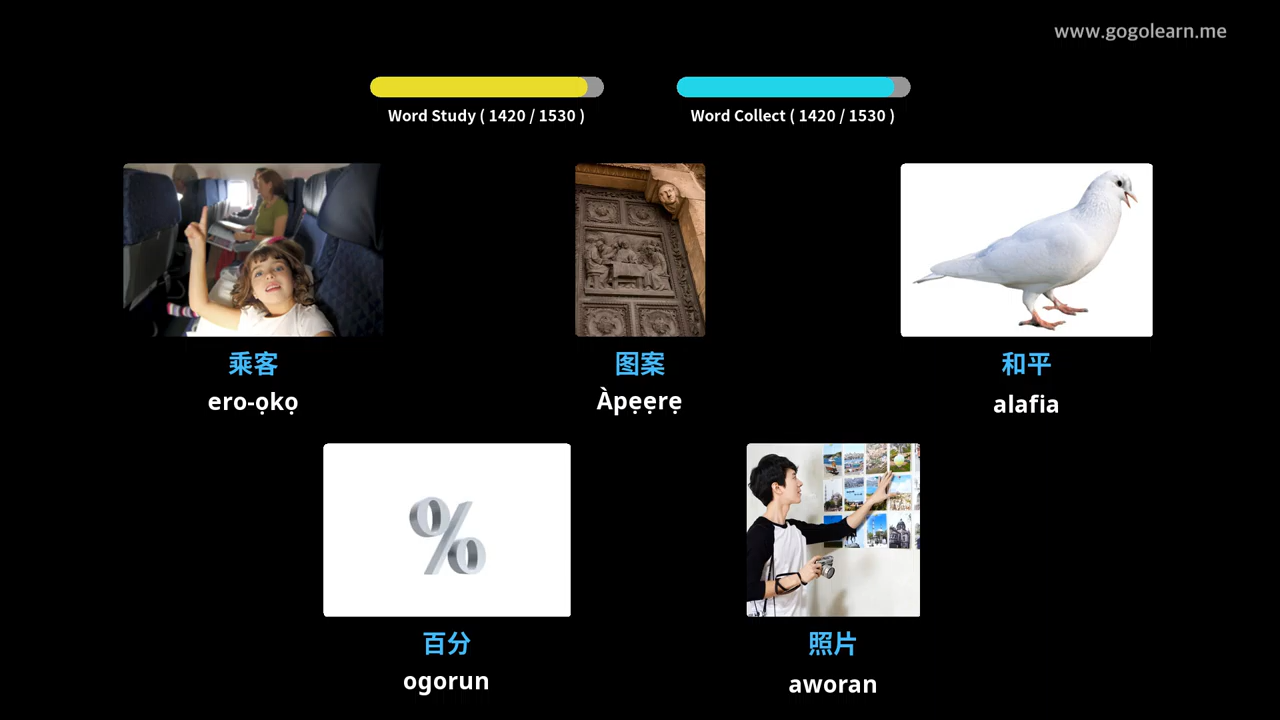 www.gogolearn.me
Word Study ( 1420 / 1530 )
Word Collect ( 1420 / 1530 )
乘客
ero-ọkọ
图案
Àpẹẹrẹ
和平
alafia
百分
ogorun
%
照片
aworan